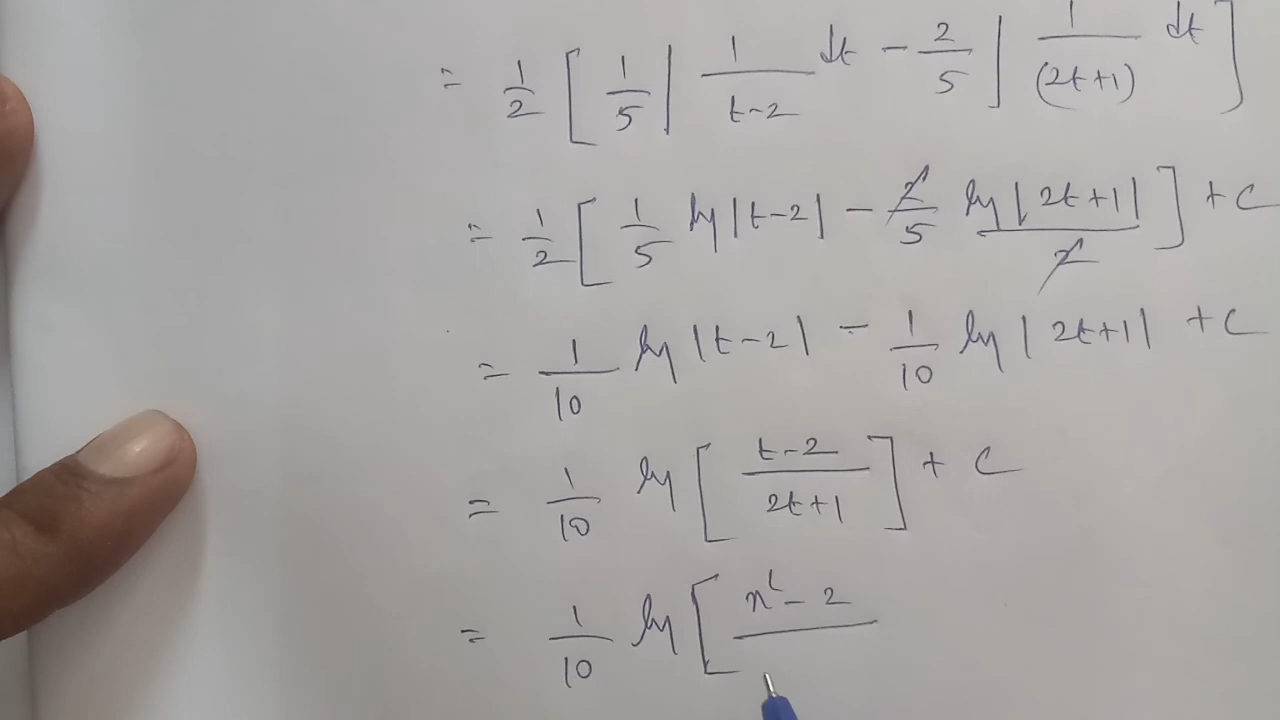 = 1/2 [ 1/5 ∫ 1/(t-2) dt - 2/5 ∫ 1/(2t+1) dt ]
= 1/2 [ 1/5 log|t-2| - 2/5 log|2t+1|/2 ] + C
= 1/10 log|t-2| - 1/10 log|2t+1| + C
= 1/10 log [ (t-2)/(2t+1) ] + C
= 1/10 log [ x² - 2